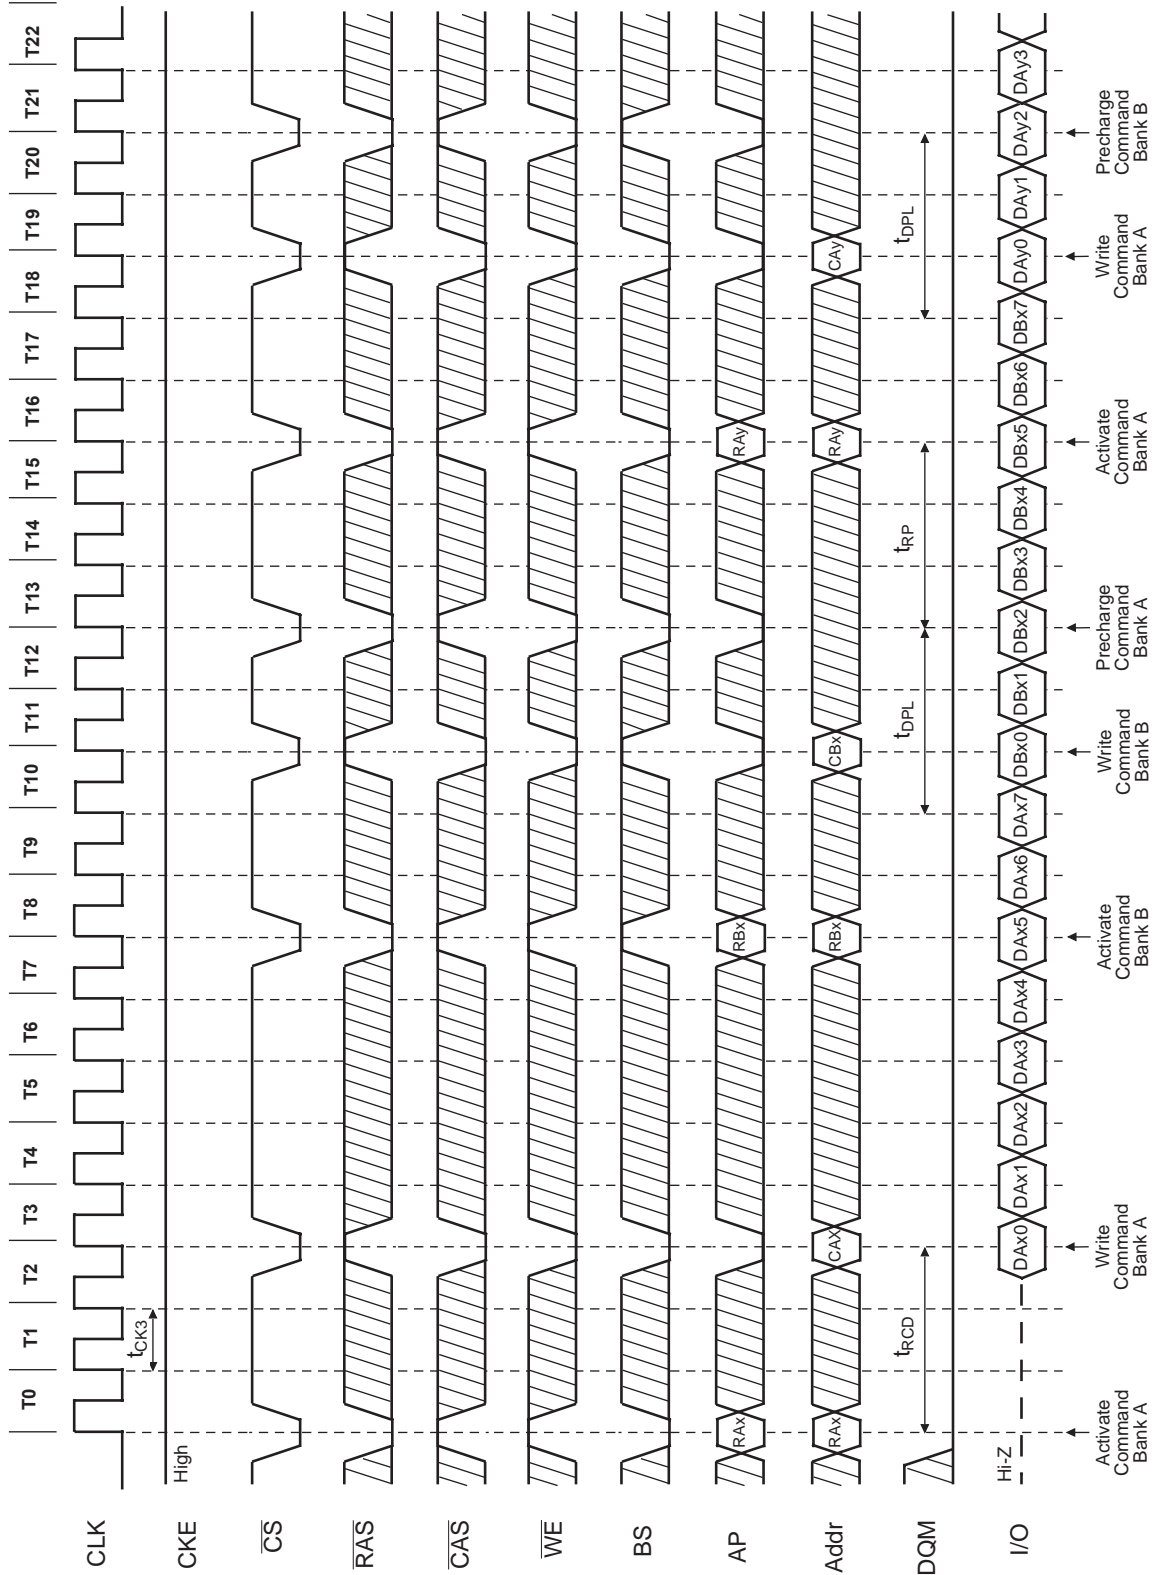 T0 T1 T2 T3 T4 T5 T6 T7 T8 T9 T10 T11 T12 T13 T14 T15 T16 T17 T18 T19 T20 T21 T22
CLK
tCK3
CKE
High
CS
RAS
CAS
WE
BS
AP
RAx RBx RAy
Addr
RAx CAX RBx CBx RAy CAy
DQM
tRCD tDPL tRP tDPL
I/O
Hi-Z
DAx0 DAx1 DAx2 DAx3 DAx4 DAx5 DAx6 DAx7 DBx0 DBx1 DBx2 DBx3 DBx4 DBx5 DBx6 DBx7 DAy0 DAy1 DAy2 DAy3
Activate
Command
Bank A
Write
Command
Bank A
Activate
Command
Bank B
Write
Command
Bank B
Precharge
Command
Bank A
Activate
Command
Bank A
Write
Command
Bank A
Precharge
Command
Bank B